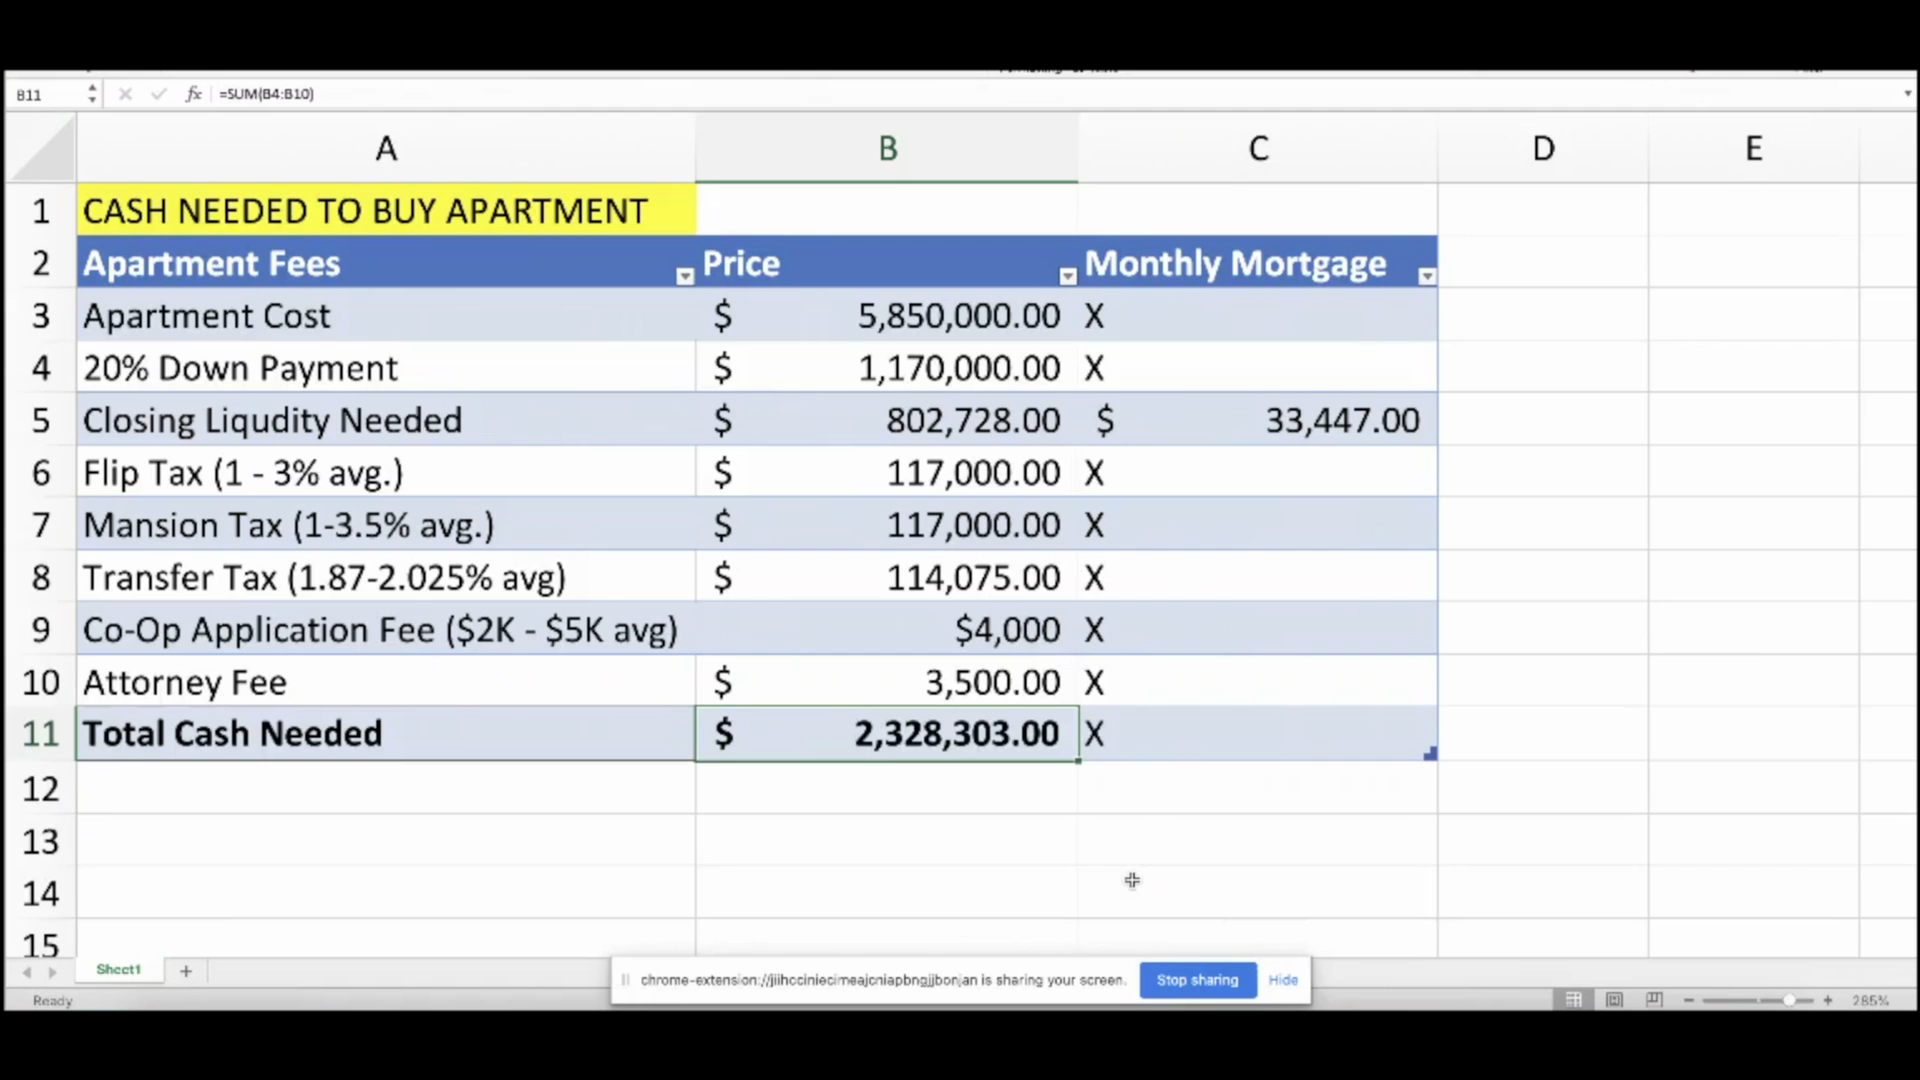 B11 fx =SUM(B4:B10)
A B C D E
1 CASH NEEDED TO BUY APARTMENT
2 Apartment Fees Price Monthly Mortgage
3 Apartment Cost $ 5,850,000.00 X
4 20% Down Payment $ 1,170,000.00 X
5 Closing Liqudity Needed $ 802,728.00 $ 33,447.00
6 Flip Tax (1 - 3% avg.) $ 117,000.00 X
7 Mansion Tax (1-3.5% avg.) $ 117,000.00 X
8 Transfer Tax (1.87-2.025% avg) $ 114,075.00 X
9 Co-Op Application Fee ($2K - $5K avg) $4,000 X
10 Attorney Fee $ 3,500.00 X
11 Total Cash Needed $ 2,328,303.00 X
12
13
14
15
Sheet1 +
chrome-extension://jiihcciniecimeajcniapbngjjbonjan is sharing your screen. Stop sharing Hide
Ready 285%